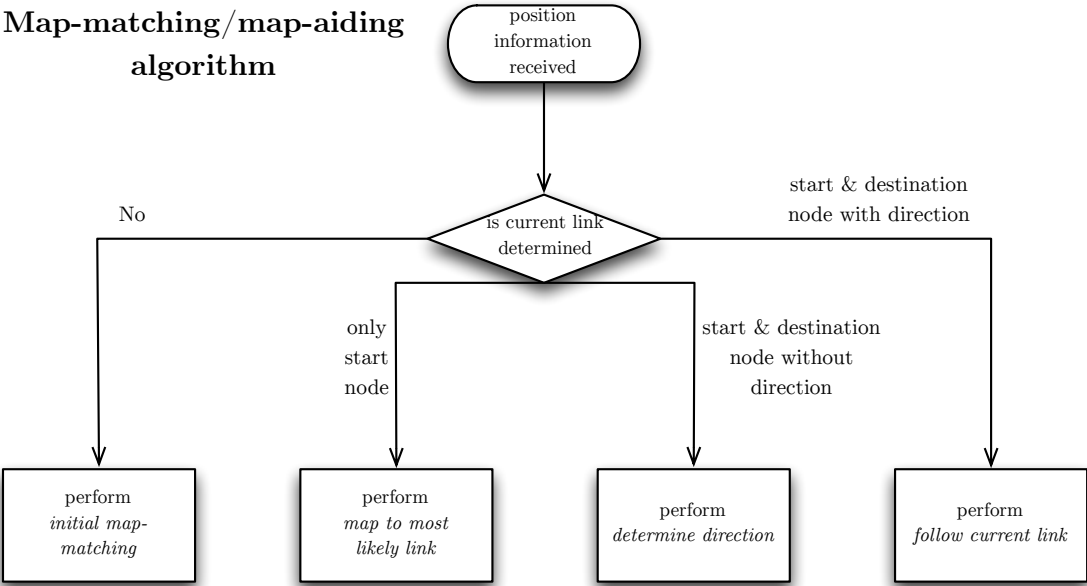 Map-matching/map-aiding
algorithm
position
information
received
is current link
determined
No
only
start
node
start & destination
node without
direction
start & destination
node with direction
perform
initial map-
matching
perform
map to most
likely link
perform
determine direction
perform
follow current link